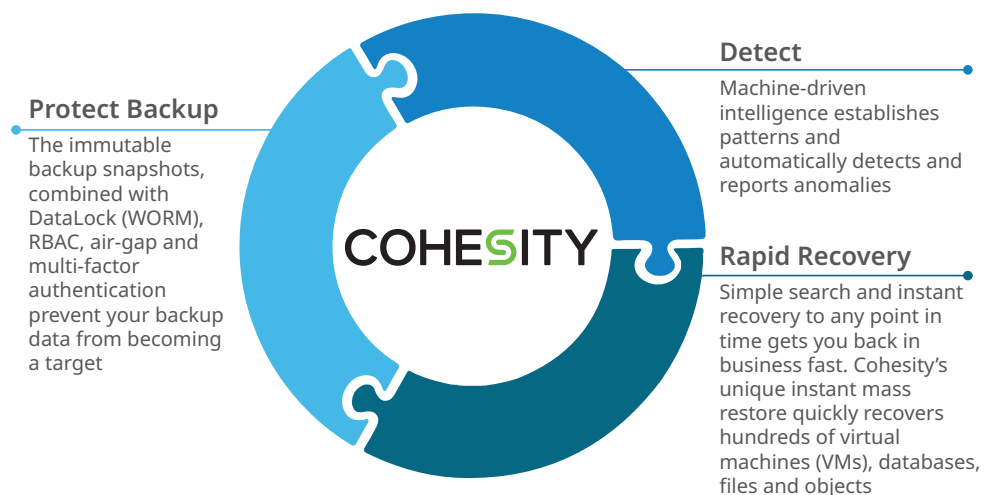 Protect Backup
The immutable
backup snapshots,
combined with
DataLock (WORM),
RBAC, air-gap and
multi-factor
authentication
prevent your backup
data from becoming
a target
COHESITY
Detect
Machine-driven
intelligence establishes
patterns and
automatically detects and
reports anomalies
Rapid Recovery
Simple search and instant
recovery to any point in
time gets you back in
business fast. Cohesity’s
unique instant mass
restore quickly recovers
hundreds of virtual
machines (VMs), databases,
files and objects